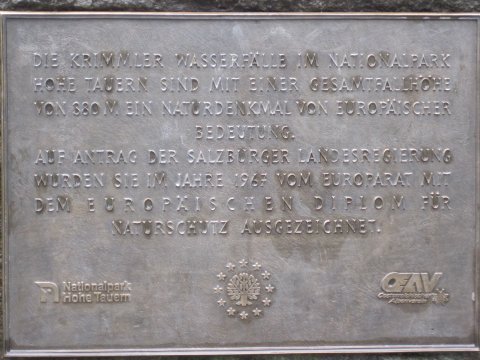 DIE KRIMMLER WASSERFÄLLE IM NATIONALPARK
HOHE TAUERN SIND MIT EINER GESAMTFALLHÖHE
VON 380 M EIN NATURDENKMAL VON EUROPÄISCHER
BEDEUTUNG.
AUF ANTRAG DER SALZBURGER LANDESREGIERUNG
WURDEN SIE IM JAHRE 1967 VOM EUROPARAT MIT
DEM EUROPÄISCHEN DIPLOM FÜR
NATURSCHUTZ AUSGEZEICHNET.
Nationalpark
Hohe Tauern
OEAV
Oesterreichischer
Alpenverein